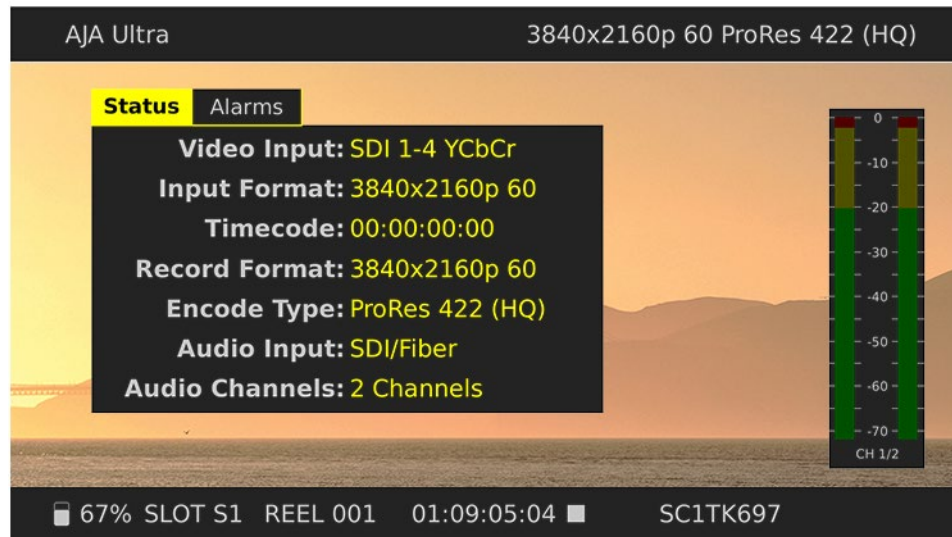 AJA Ultra 3840x2160p 60 ProRes 422 (HQ)
Status Alarms
Video Input: SDI 1-4 YCbCr
Input Format: 3840x2160p 60
Timecode: 00:00:00:00
Record Format: 3840x2160p 60
Encode Type: ProRes 422 (HQ)
Audio Input: SDI/Fiber
Audio Channels: 2 Channels
0
-10
-20
-30
-40
-50
-60
-70
CH 1/2
67% SLOT S1 REEL 001 01:09:05:04 SC1TK697